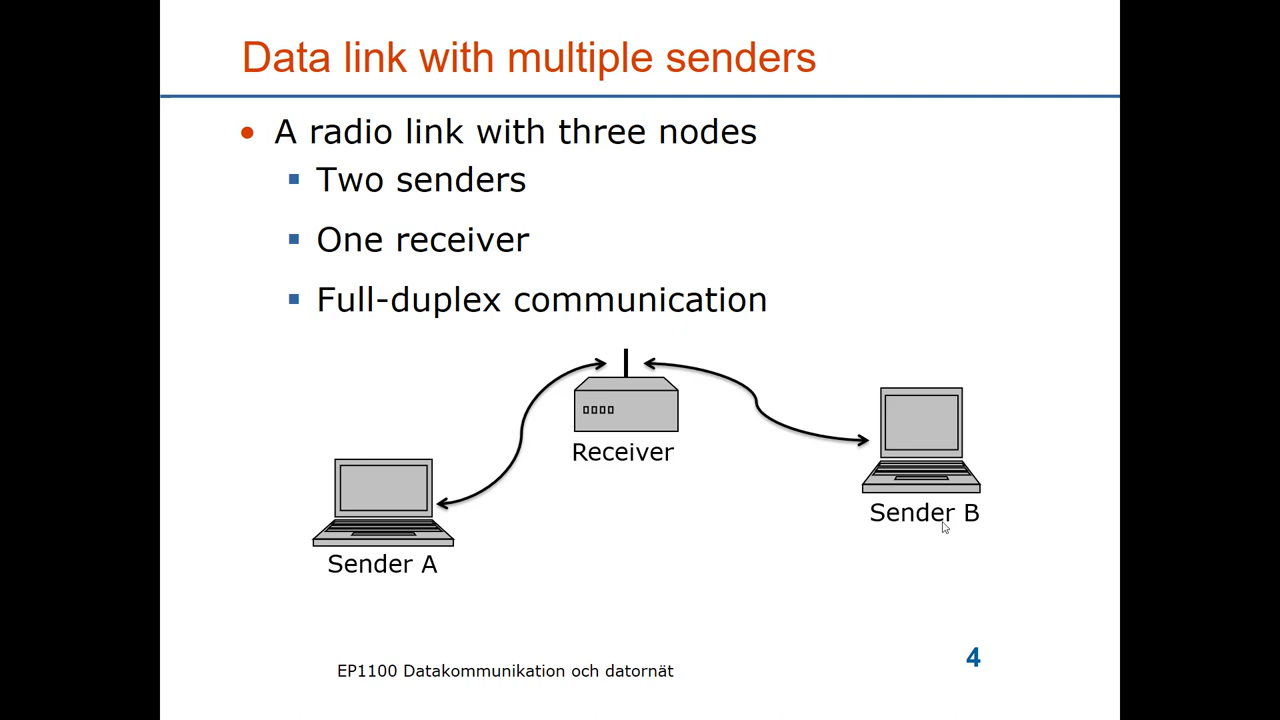 Data link with multiple senders
A radio link with three nodes
Two senders
One receiver
Full-duplex communication
Receiver
Sender B
Sender A
EP1100 Datakommunikation och datornät
4